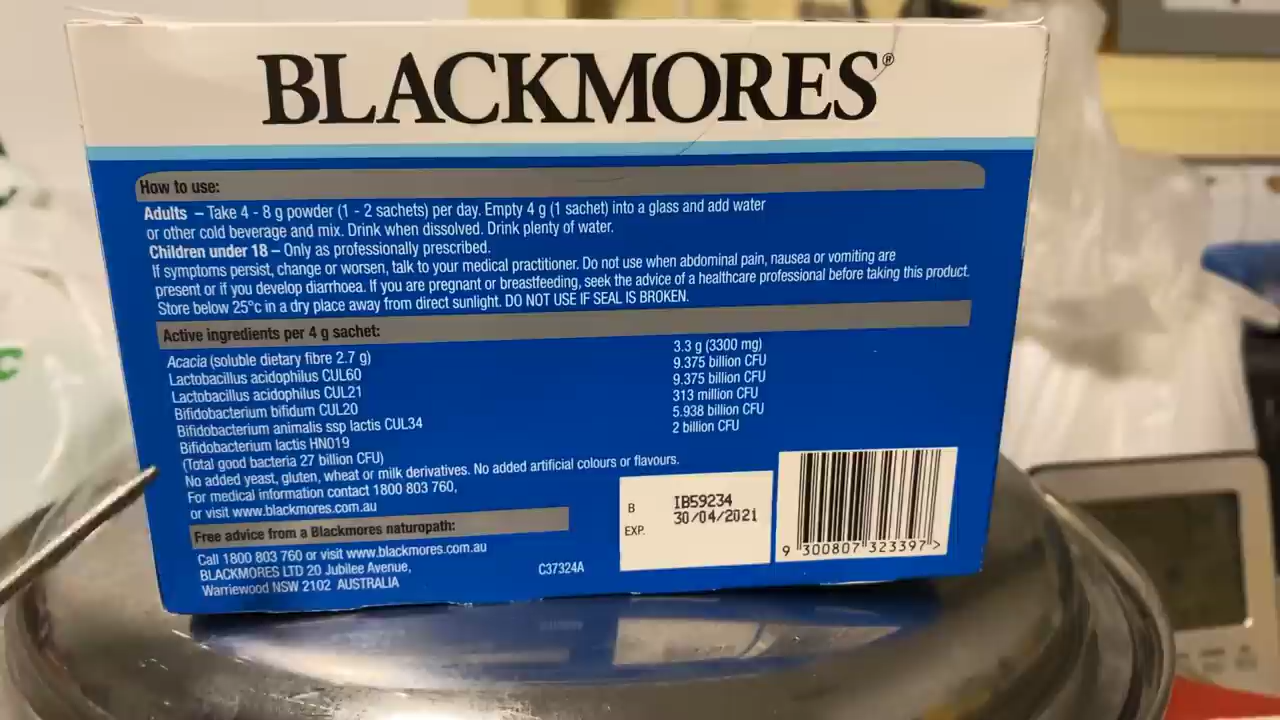 BLACKMORES®
How to use:
Adults – Take 4 - 8 g powder (1 - 2 sachets) per day. Empty 4 g (1 sachet) into a glass and add water
or other cold beverage and mix. Drink when dissolved. Drink plenty of water.
Children under 18 – Only as professionally prescribed.
If symptoms persist, change or worsen, talk to your medical practitioner. Do not use when abdominal pain, nausea or vomiting are
present or if you develop diarrhoea. If you are pregnant or breastfeeding, seek the advice of a healthcare professional before taking this product.
Store below 25°c in a dry place away from direct sunlight. DO NOT USE IF SEAL IS BROKEN.
Active ingredients per 4 g sachet:
Acacia (soluble dietary fibre 2.7 g) 3.3 g (3300 mg)
Lactobacillus acidophilus CUL60 9.375 billion CFU
Lactobacillus acidophilus CUL21 9.375 billion CFU
Bifidobacterium bifidum CUL20 313 million CFU
Bifidobacterium animalis ssp lactis CUL34 5.938 billion CFU
Bifidobacterium lactis HN019 2 billion CFU
(Total good bacteria 27 billion CFU)
No added yeast, gluten, wheat or milk derivatives. No added artificial colours or flavours.
For medical information contact 1800 803 760,
or visit www.blackmores.com.au
Free advice from a Blackmores naturopath:
Call 1800 803 760 or visit www.blackmores.com.au
BLACKMORES LTD 20 Jubilee Avenue,
Warriewood NSW 2102 AUSTRALIA
C37324A
B IB59234
EXP. 30/04/2021
9 300807 323397 >